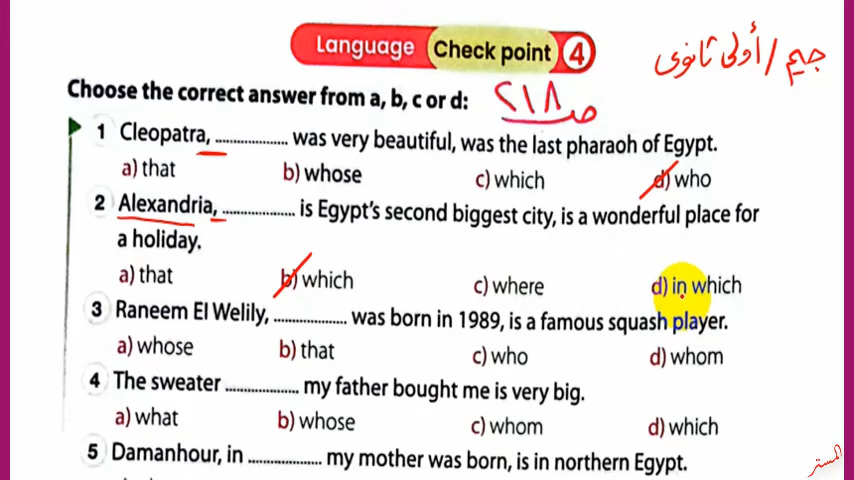 Language Check point 4
جيم / أولى ثانوى
Choose the correct answer from a, b, c or d:
ص ٢١٨
1 Cleopatra, .................... was very beautiful, was the last pharaoh of Egypt.
a) that b) whose c) which d) who
2 Alexandria, .................... is Egypt's second biggest city, is a wonderful place for
a holiday.
a) that b) which c) where d) in which
3 Raneem El Welily, .................... was born in 1989, is a famous squash player.
a) whose b) that c) who d) whom
4 The sweater .................... my father bought me is very big.
a) what b) whose c) whom d) which
5 Damanhour, in .................... my mother was born, is in northern Egypt.
المستر